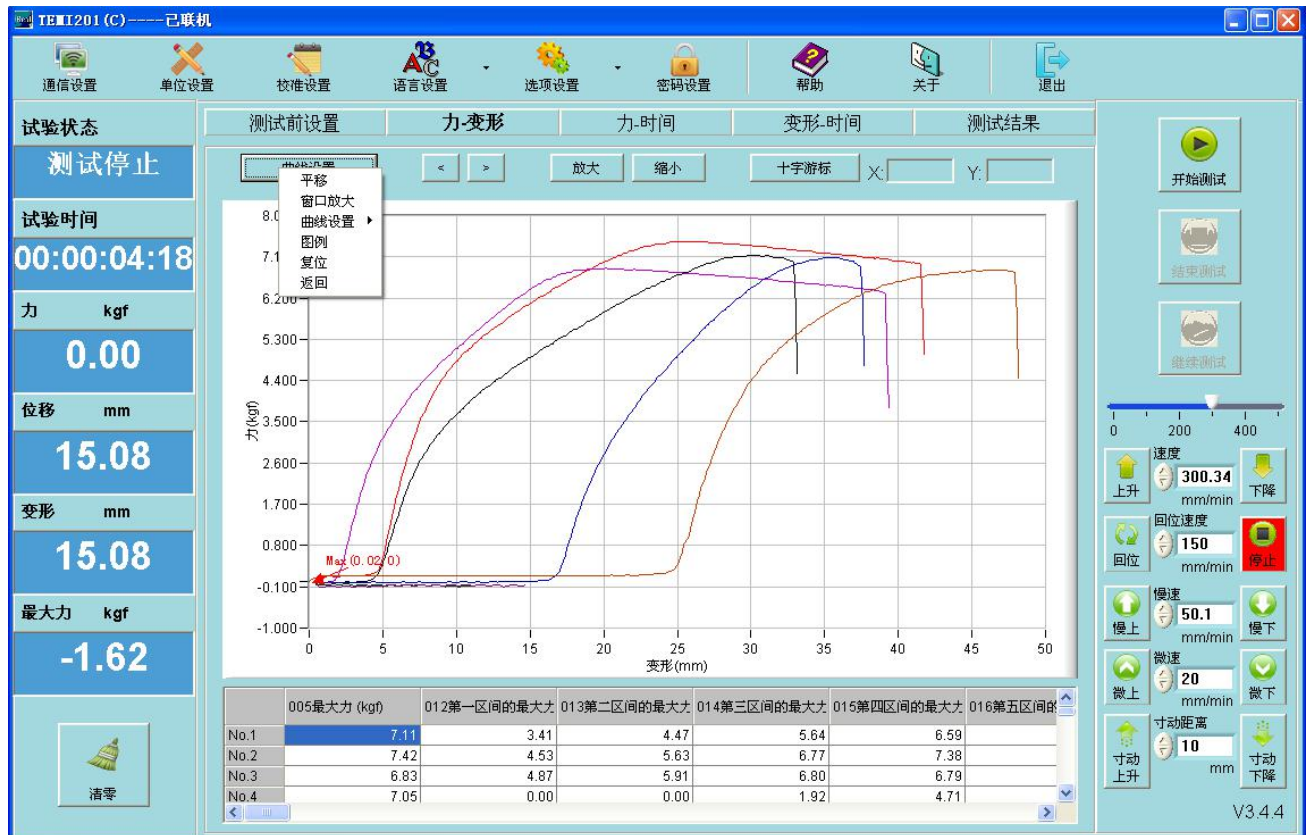 TEMI201(C)----已联机
通信设置 单位设置 校准设置 语言设置 选项设置 密码设置 帮助 关于 退出
试验状态
测试停止
试验时间
00:00:04:18
力 kgf
0.00
位移 mm
15.08
变形 mm
15.08
最大力 kgf
-1.62
清零
测试前设置 力-变形 力-时间 变形-时间 测试结果
曲线设置 < > 放大 缩小 十字游标 X: Y:
平移
窗口放大
曲线设置
图例
复位
返回
8.0
7.1
6.200
5.300
4.400
3.500
2.600
1.700
0.800
-0.100
-1.000
力(kgf)
Max(0.02,0)
0 5 10 15 20 25 30 35 40 45 50
变形(mm)
005最大力 (kgf) 012第一区间的最大力 013第二区间的最大力 014第三区间的最大力 015第四区间的最大力 016第五区间的
No.1 7.11 3.41 4.47 5.64 6.59
No.2 7.42 4.53 5.63 6.77 7.38
No.3 6.83 4.87 5.91 6.80 6.79
No.4 7.05 0.00 0.00 1.92 4.71
开始测试
结束测试
继续测试
0 200 400
速度
上升 300.34 下降
mm/min
回位速度
回位 150 停止
mm/min
慢速
慢上 50.1 慢下
mm/min
微速
微上 20 微下
mm/min
寸动距离
寸动上升 10 寸动下降
mm
V3.4.4